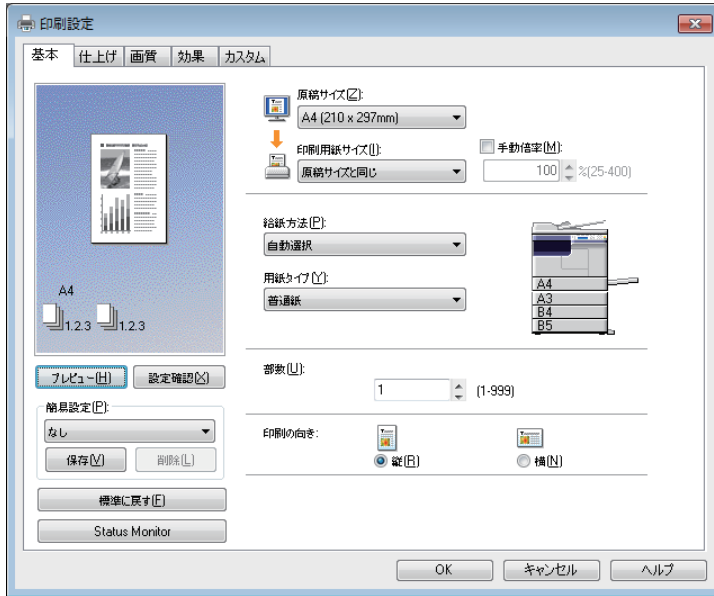 印刷設定
基本 仕上げ 画質 効果 カスタム
A4
1.2.3 1.2.3
プレビュー(H) 設定確認(X)
簡易設定(P):
なし
保存(V) 削除(L)
標準に戻す(F)
Status Monitor
原稿サイズ(Z):
A4 (210 x 297mm)
印刷用紙サイズ(I):
原稿サイズと同じ
手動倍率(M):
100 %(25-400)
給紙方法(P):
自動選択
用紙タイプ(Y):
普通紙
A4
A3
B4
B5
部数(U):
1 (1-999)
印刷の向き:
縦(R) 横(N)
OK キャンセル ヘルプ